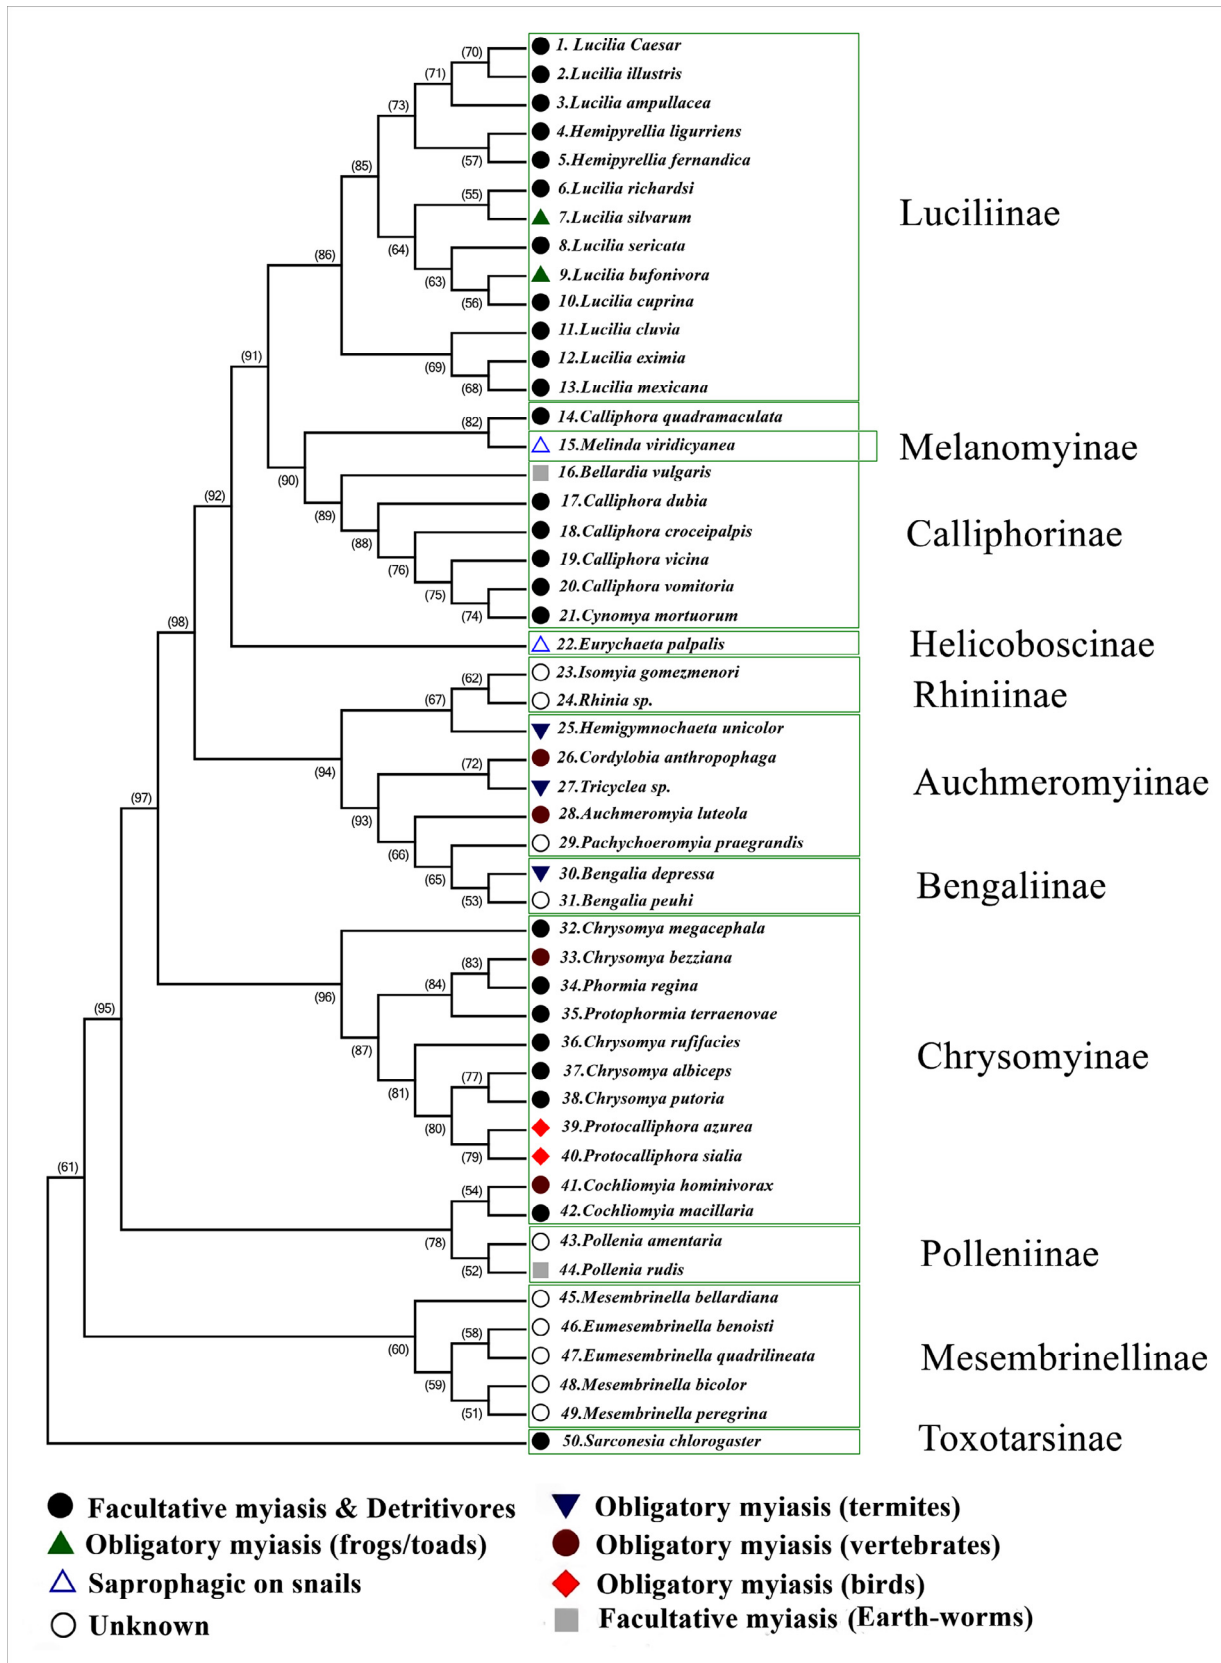 (70)
1. Lucilia Caesar
(71)
2.Lucilia illustris
(73)
3.Lucilia ampullacea
4.Hemipyrellia ligurriens
(57)
5.Hemipyrellia fernandica
(85)
(55)
6.Lucilia richardsi
7.Lucilia silvarum
Luciliinae
(64)
8.Lucilia sericata
(86)
(63)
9.Lucilia bufonivora
(56)
10.Lucilia cuprina
11.Lucilia cluvia
(69)
12.Lucilia eximia
(91)
(68)
13.Lucilia mexicana
(82)
14.Calliphora quadramaculata
15.Melinda viridicyanea
Melanomyinae
(90)
16.Bellardia vulgaris
(92)
(89)
17.Calliphora dubia
(88)
18.Calliphora croceipalpis
Calliphorinae
(76)
19.Calliphora vicina
(75)
20.Calliphora vomitoria
(74)
21.Cynomya mortuorum
(98)
22.Eurychaeta palpalis
Helicoboscinae
(62)
23.Isomyia gomezmenori
(67)
24.Rhinia sp.
Rhiniinae
25.Hemigymnochaeta unicolor
(94)
(72)
26.Cordylobia anthropophaga
27.Tricyclea sp.
Auchmeromyiinae
(97)
(93)
28.Auchmeromyia luteola
(66)
29.Pachychoeromyia praegrandis
(65)
30.Bengalia depressa
Bengaliinae
(53)
31.Bengalia peuhi
32.Chrysomya megacephala
(83)
33.Chrysomya bezziana
(84)
34.Phormia regina
(96)
(95)
35.Protophormia terraenovae
(87)
36.Chrysomya rufifacies
Chrysomyinae
(81)
(77)
37.Chrysomya albiceps
38.Chrysomya putoria
(80)
39.Protocalliphora azurea
(79)
40.Protocalliphora sialia
(61)
(54)
41.Cochliomyia hominivorax
42.Cochliomyia macillaria
(78)
43.Pollenia amentaria
Polleniinae
(52)
44.Pollenia rudis
45.Mesembrinella bellardiana
(58)
46.Eumesembrinella benoisti
(60)
47.Eumesembrinella quadrilineata
Mesembrinellinae
(59)
48.Mesembrinella bicolor
(51)
49.Mesembrinella peregrina
50.Sarconesia chlorogaster
Toxotarsinae
Facultative myiasis & Detritivores
Obligatory myiasis (frogs/toads)
Saprophagic on snails
Unknown
Obligatory myiasis (termites)
Obligatory myiasis (vertebrates)
Obligatory myiasis (birds)
Facultative myiasis (Earth-worms)